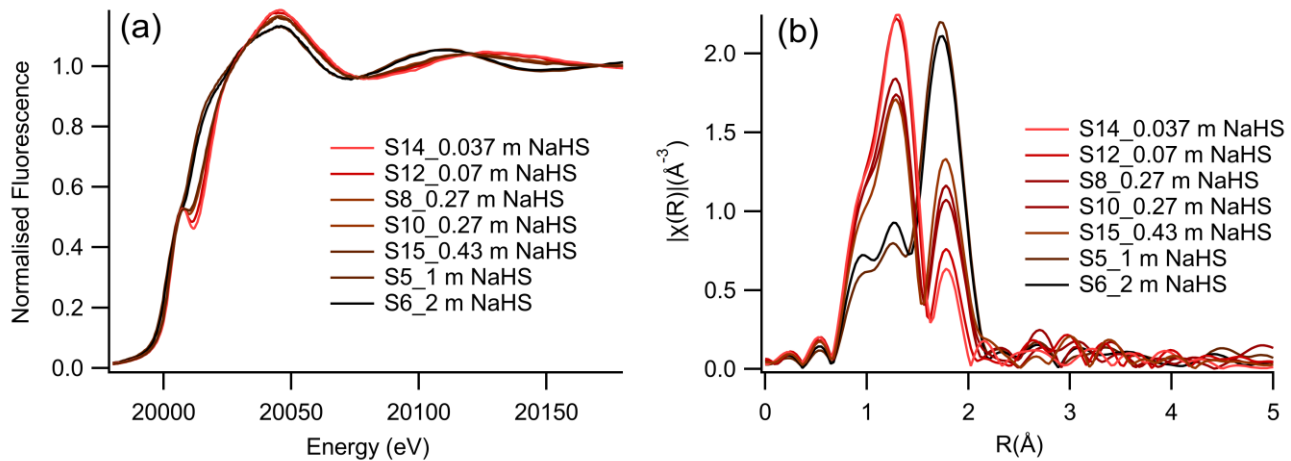 (a)
Normalised Fluorescence
1.0
0.8
0.6
0.4
0.2
0.0
S14_0.037 m NaHS
S12_0.07 m NaHS
S8_0.27 m NaHS
S10_0.27 m NaHS
S15_0.43 m NaHS
S5_1 m NaHS
S6_2 m NaHS
20000 20050 20100 20150
Energy (eV)
(b)
|χ(R)|(Å⁻³)
2.0
1.5
1.0
0.5
0.0
S14_0.037 m NaHS
S12_0.07 m NaHS
S8_0.27 m NaHS
S10_0.27 m NaHS
S15_0.43 m NaHS
S5_1 m NaHS
S6_2 m NaHS
0 1 2 3 4 5
R(Å)